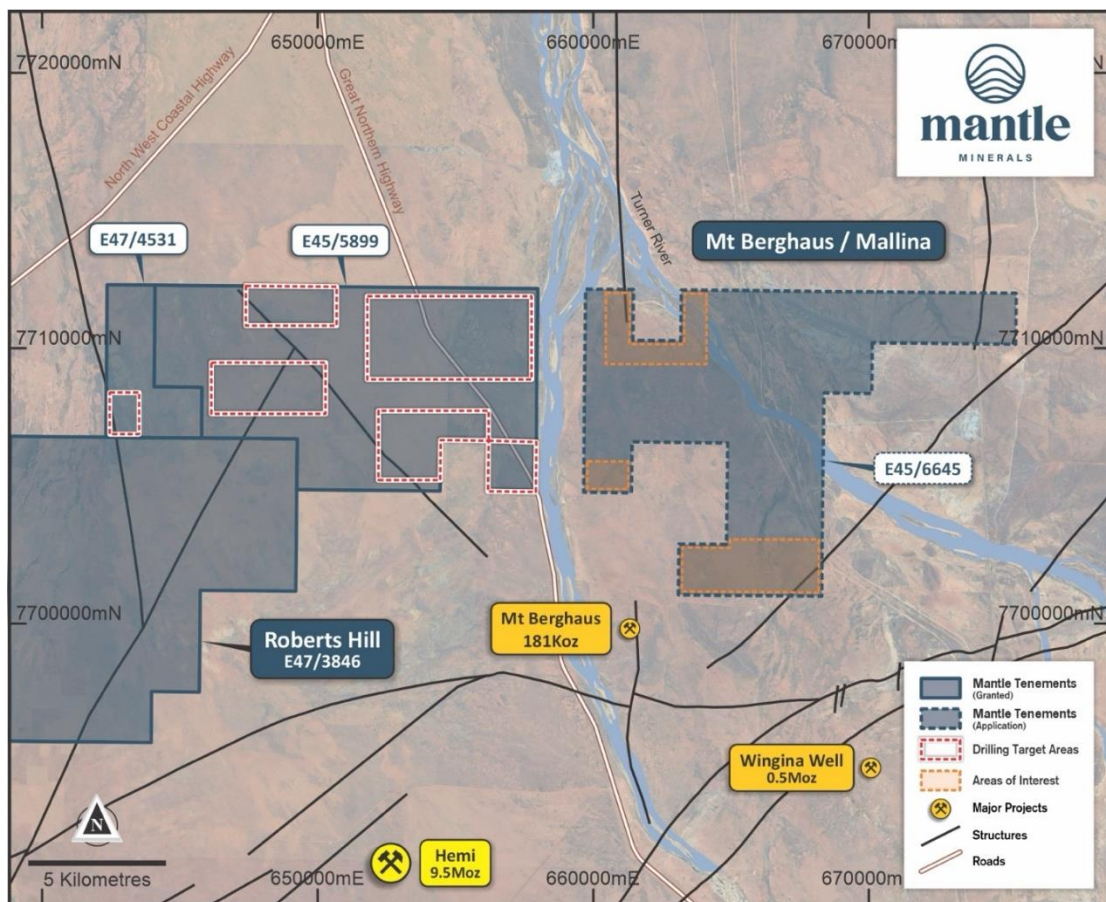 650000mE
660000mE
670000m
7720000mN
mN
mantle
MINERALS
North West Coastal Highway
Great Northern Highway
Turner River
E47/4531
E45/5899
Mt Berghaus / Mallina
7710000mN
7710000mN
E45/6645
7700000mN
7700000mN
Mt Berghaus
181Koz
Roberts Hill
E47/3846
Wingina Well
0.5Moz
Hemi
9.5Moz
N
5 Kilometres
650000mE
660000mE
67000
Mantle Tenements
(Granted)
Mantle Tenements
(Application)
Drilling Target Areas
Areas of Interest
Major Projects
Structures
Roads